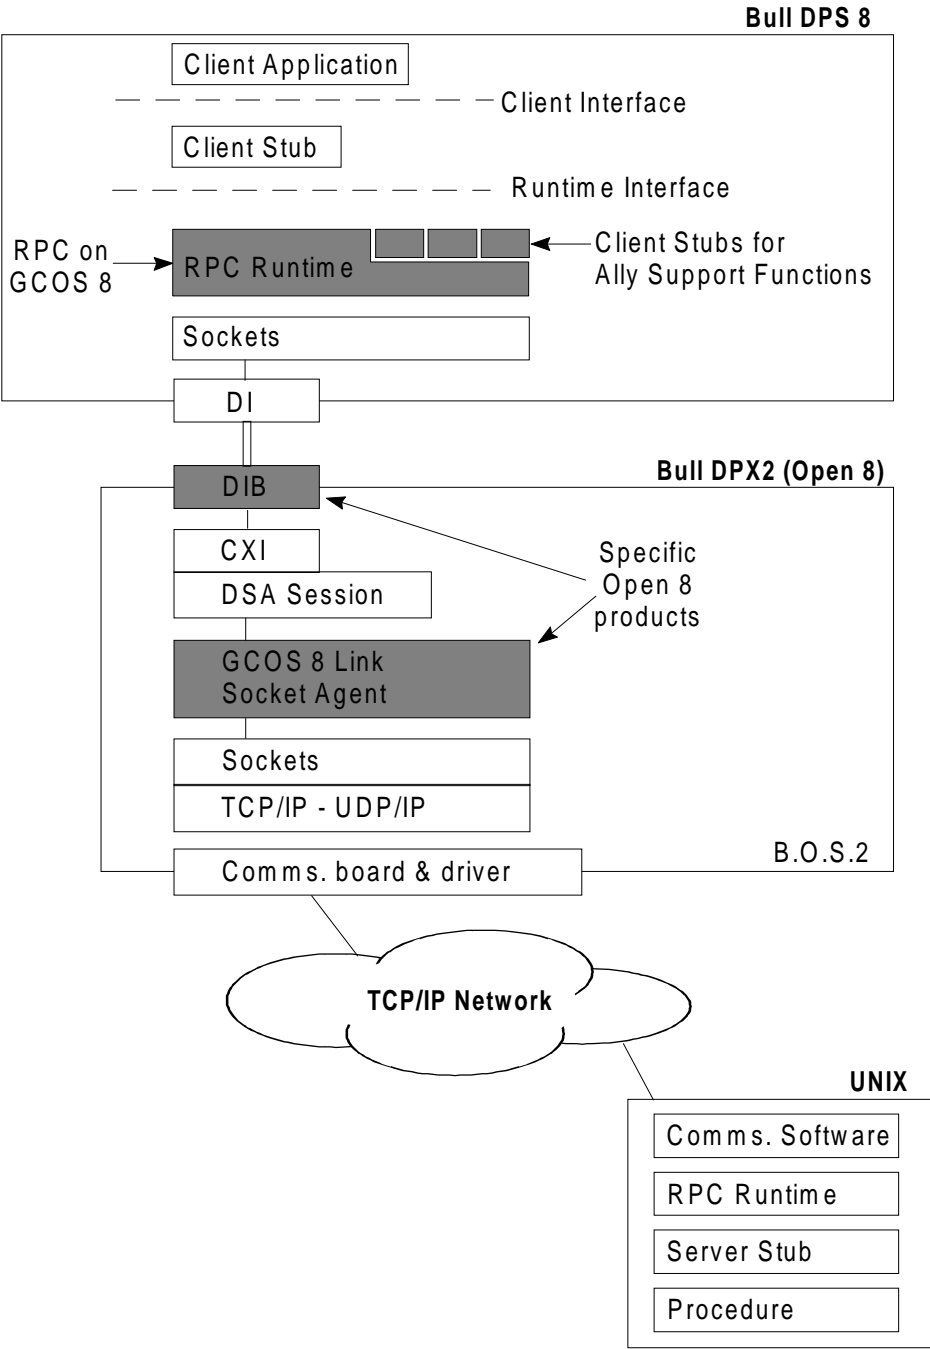 Bull DPS 8
Client Application
Client Interface
Client Stub
Runtime Interface
RPC on
GCOS 8
RPC Runtime
Client Stubs for
Ally Support Functions
Sockets
DI
Bull DPX2 (Open 8)
DIB
CXI
DSA Session
Specific
Open 8
products
GCOS 8 Link
Socket Agent
Sockets
TCP/IP - UDP/IP
B.O.S.2
Comms. board & driver
TCP/IP Network
UNIX
Comms. Software
RPC Runtime
Server Stub
Procedure